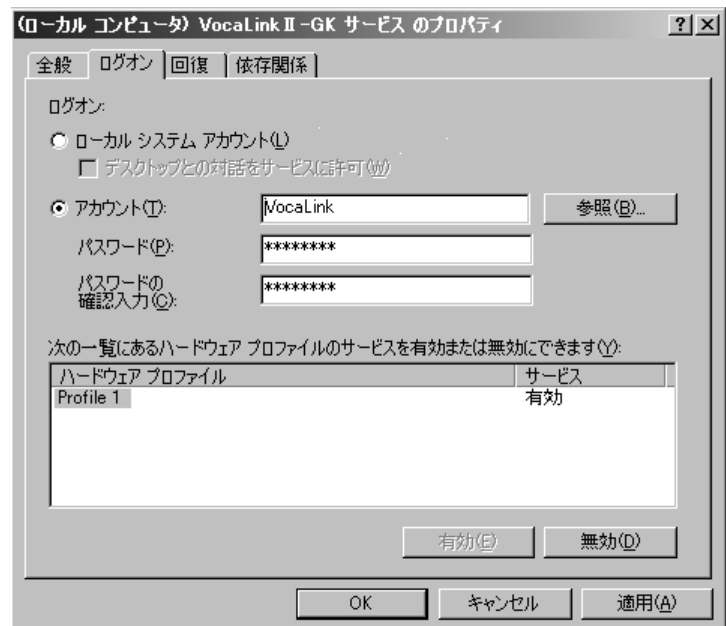 (ローカル コンピュータ) VocaLinkⅡ-GK サービス のプロパティ
? ×
全般 ログオン 回復 依存関係
ログオン:
ローカル システム アカウント(L)
デスクトップとの対話をサービスに許可(W)
アカウント(T): VocaLink 参照(B)...
パスワード(P): ********
パスワードの
確認入力(C): ********
次の一覧にあるハードウェア プロファイルのサービスを有効または無効にできます(Y):
ハードウェア プロファイル サービス
Profile 1 有効
有効(E) 無効(D)
OK キャンセル 適用(A)